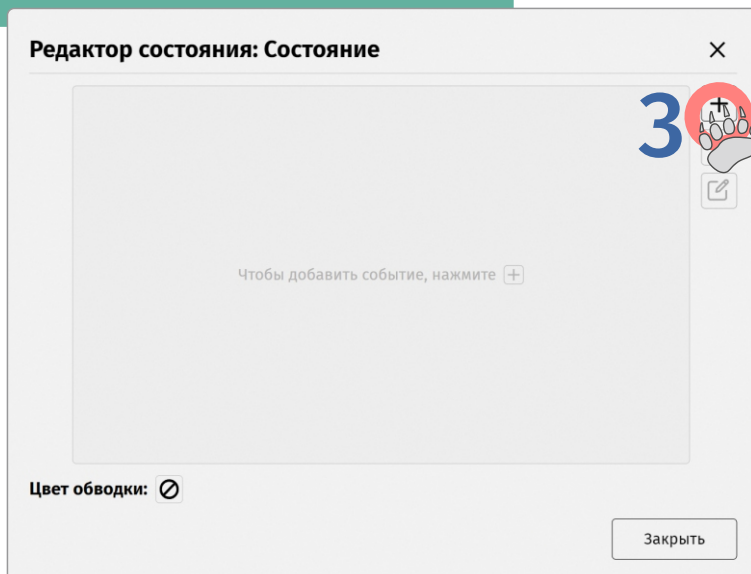 Редактор состояния: Состояние
3
Чтобы добавить событие, нажмите
Цвет обводки:
Закрыть